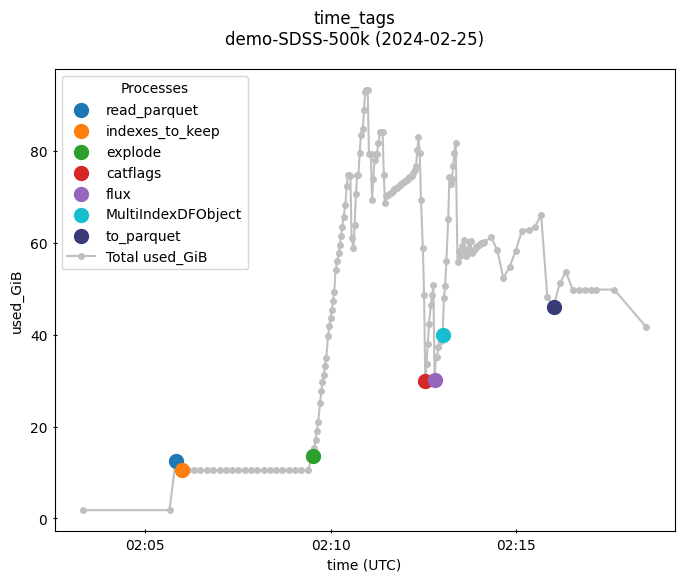 time_tags
demo-SDSS-500k (2024-02-25)
Processes
read_parquet
indexes_to_keep
explode
catflags
flux
MultiIndexDFObject
to_parquet
Total used_GiB
used_GiB
80
60
40
20
0
02:05
02:10
02:15
time (UTC)